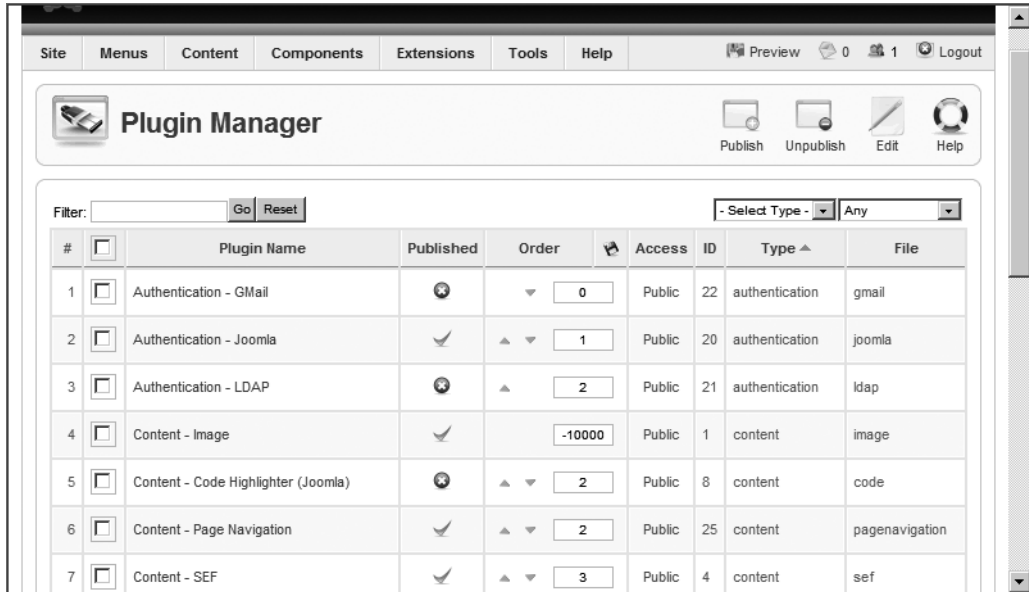 Site Menus Content Components Extensions Tools Help Preview 0 1 Logout
Plugin Manager
Publish Unpublish Edit Help
Filter: Go Reset - Select Type - Any
# Plugin Name Published Order Access ID Type File
1 Authentication - GMail 0 Public 22 authentication gmail
2 Authentication - Joomla 1 Public 20 authentication joomla
3 Authentication - LDAP 2 Public 21 authentication ldap
4 Content - Image -10000 Public 1 content image
5 Content - Code Highlighter (Joomla) 2 Public 8 content code
6 Content - Page Navigation 2 Public 25 content pagenavigation
7 Content - SEF 3 Public 4 content sef